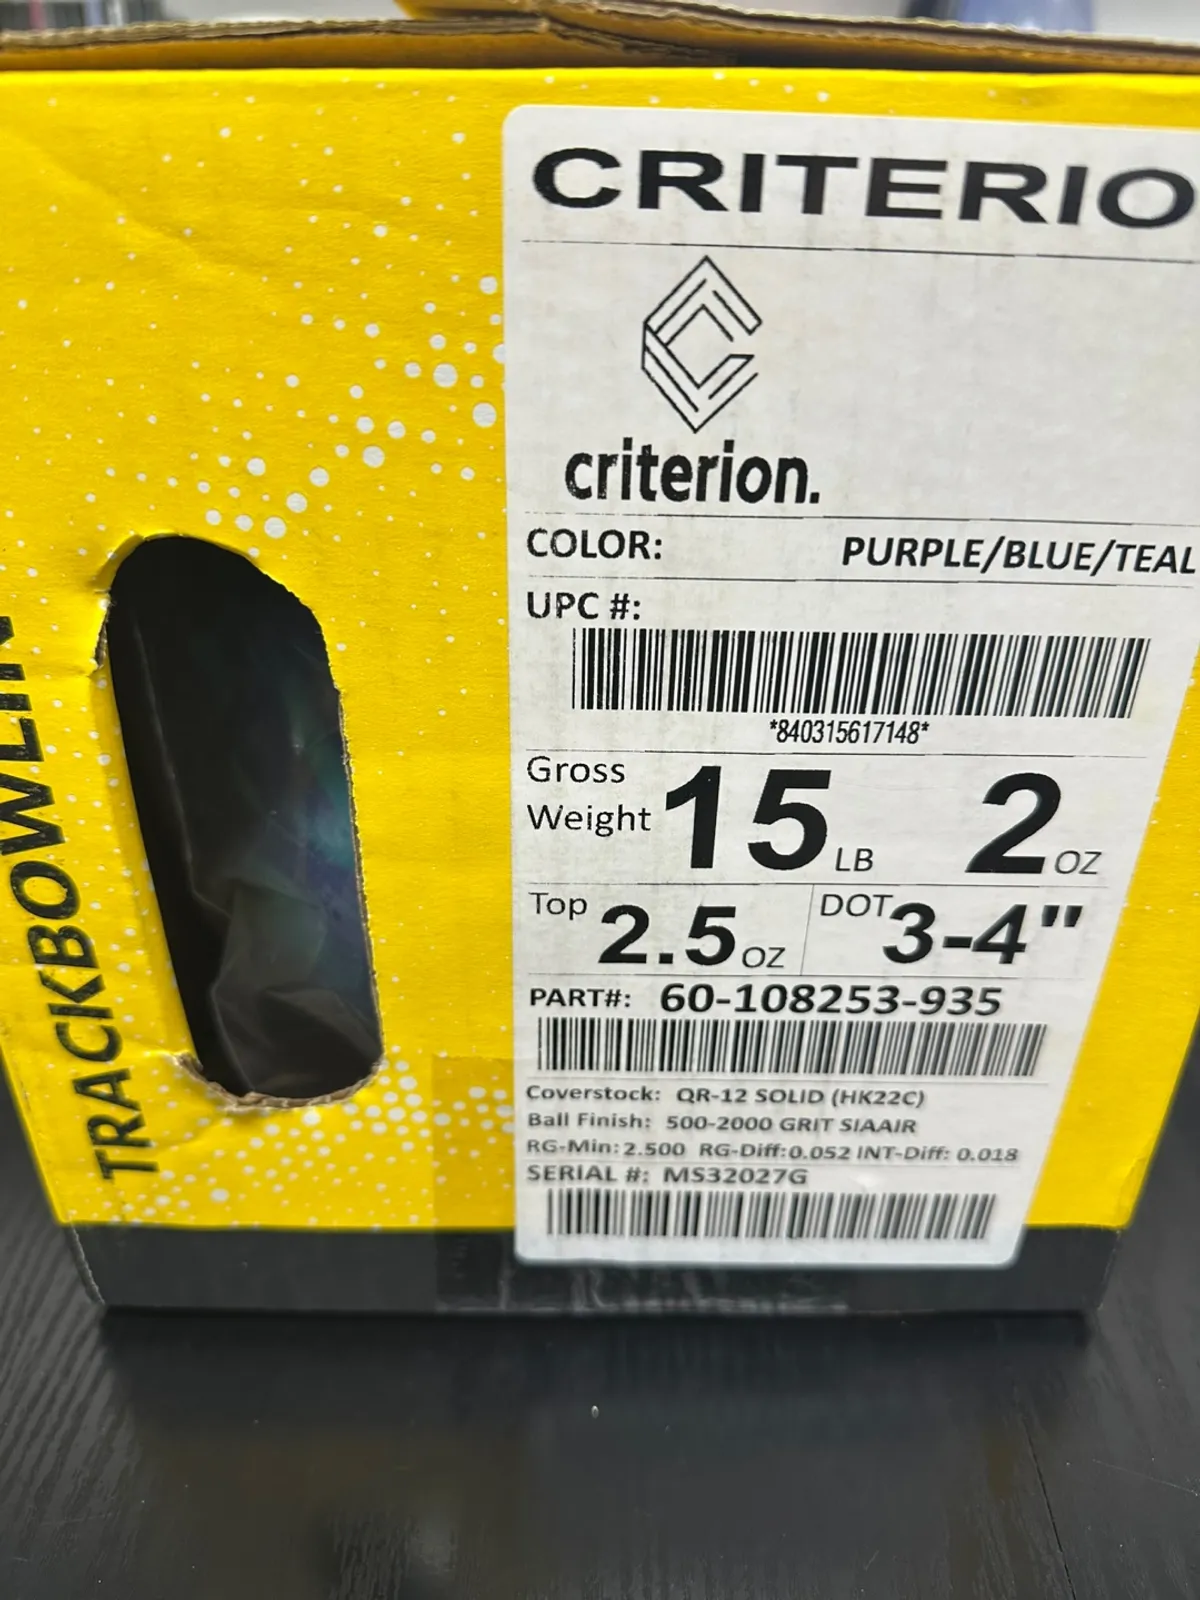 CRITERIO
criterion.
COLOR: PURPLE/BLUE/TEAL
UPC #:
*840315617148*
Gross Weight 15 LB 2 OZ
Top 2.5 OZ DOT 3-4"
PART#: 60-108253-935
Coverstock: QR-12 SOLID (HK22C)
Ball Finish: 500-2000 GRIT SIAAIR
RG-Min: 2.500 RG-Diff: 0.052 INT-Diff: 0.018
SERIAL #: MS32027G
TRACKBOWLIN